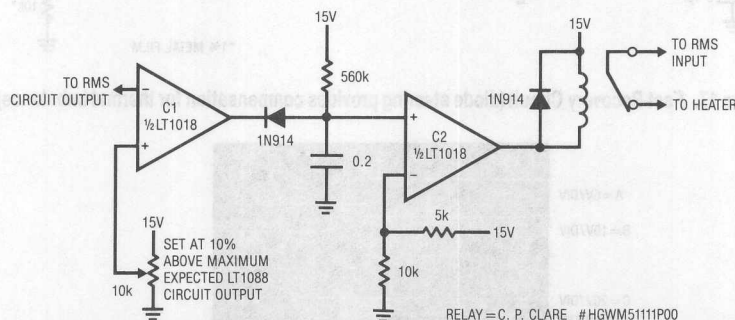 15V
15V
TO RMS
INPUT
560k
TO RMS
CIRCUIT OUTPUT
–
C1
½LT1018
+
1N914
+
C2
½LT1018
–
1N914
TO HEATER
0.2
15V
SET AT 10%
ABOVE MAXIMUM
EXPECTED LT1088
CIRCUIT OUTPUT
10k
5k
15V
10k
RELAY = C. P. CLARE #HGWM51111P00